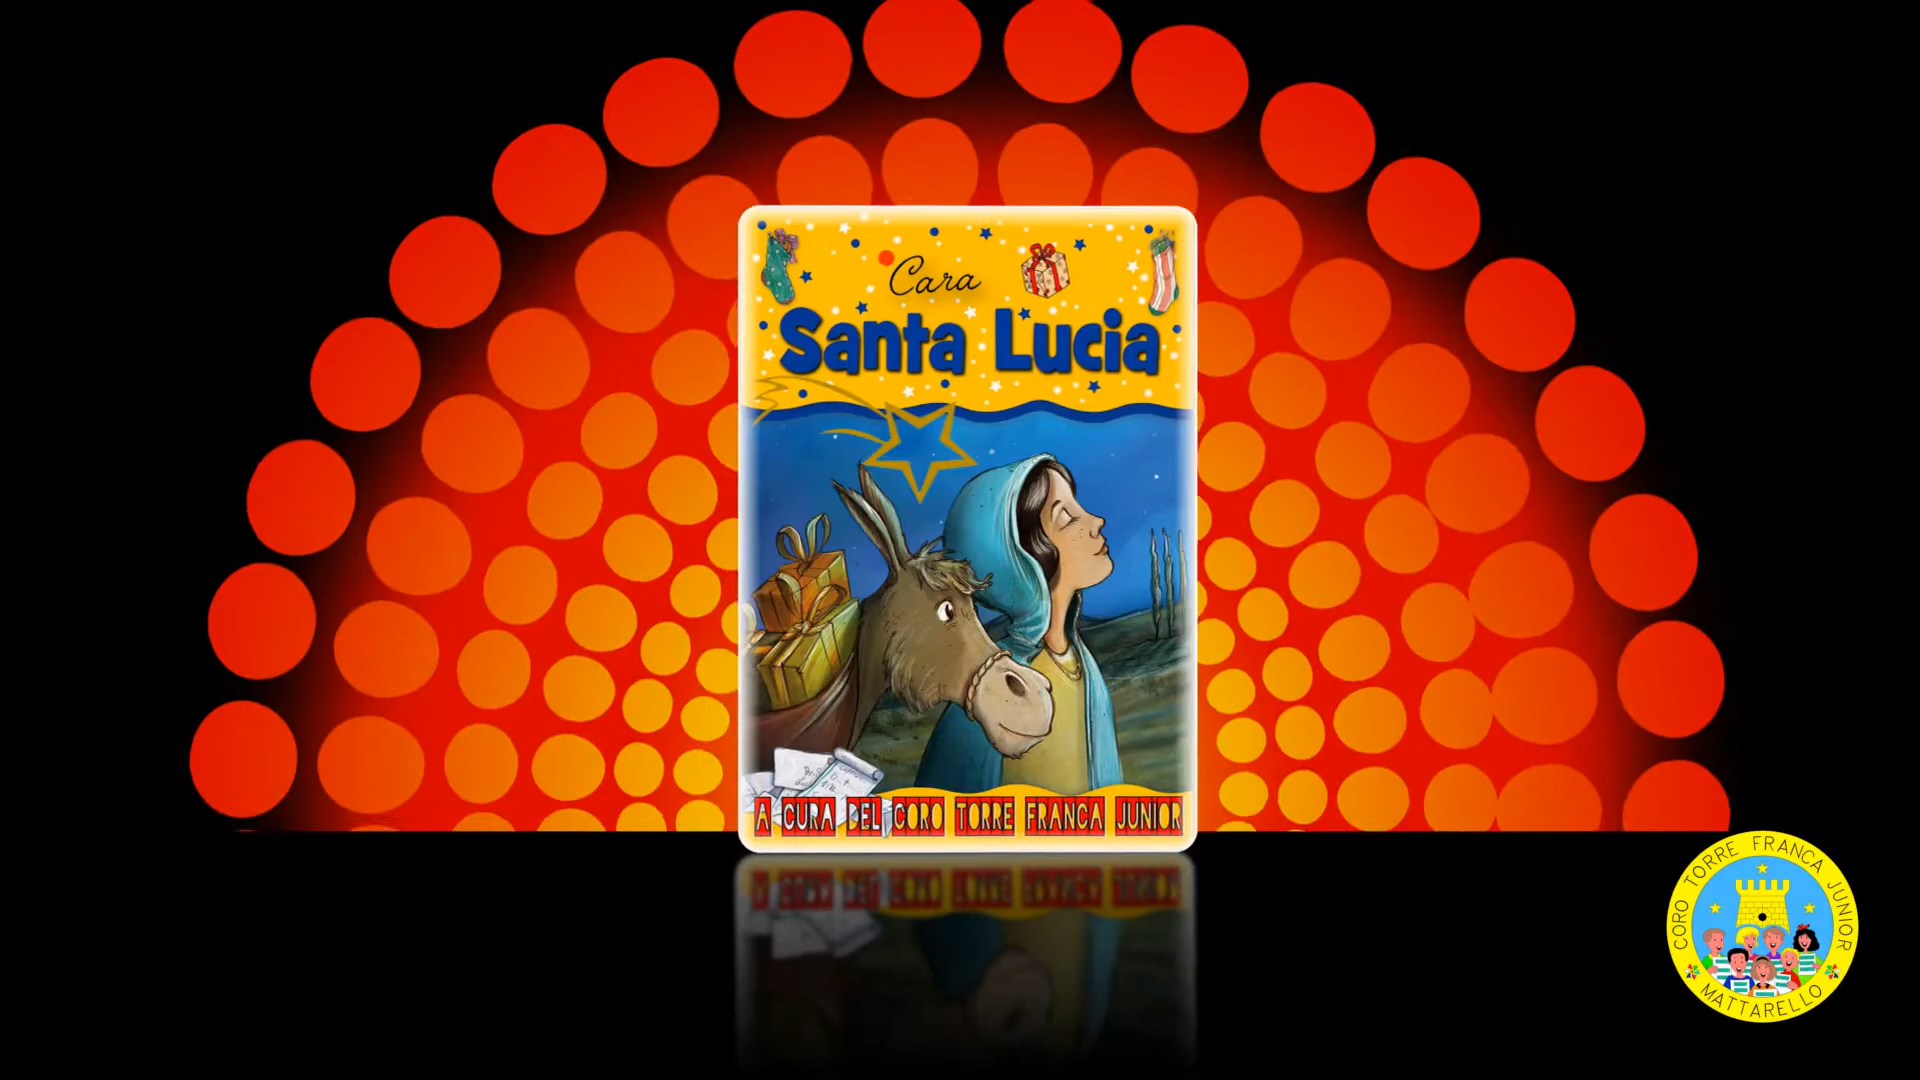 Cara
Santa Lucia
A CURA DEL CORO TORRE FRANCA JUNIOR
CORO TORRE FRANCA JUNIOR
MATTARELLO